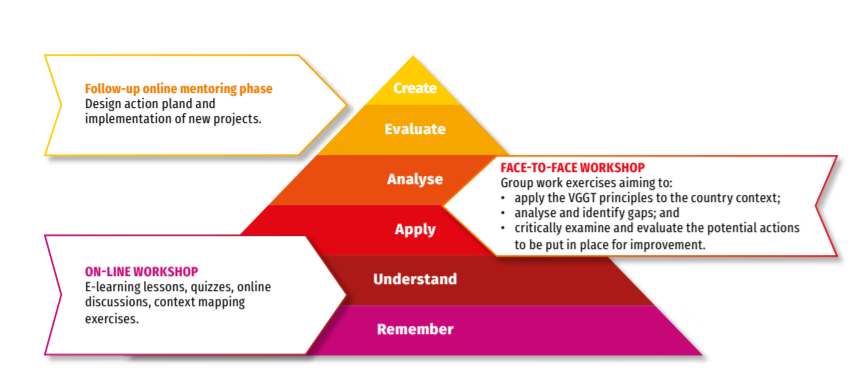 Create
Follow-up online mentoring phase
Design action pland and
implementation of new projects.
Evaluate
Analyse
FACE-TO-FACE WORKSHOP
Group work exercises aiming to:
• apply the VGGT principles to the country context;
• analyse and identify gaps; and
• critically examine and evaluate the potential actions
to be put in place for improvement.
Apply
ON-LINE WORKSHOP
E-learning lessons, quizzes, online
discussions, context mapping
exercises.
Understand
Remember